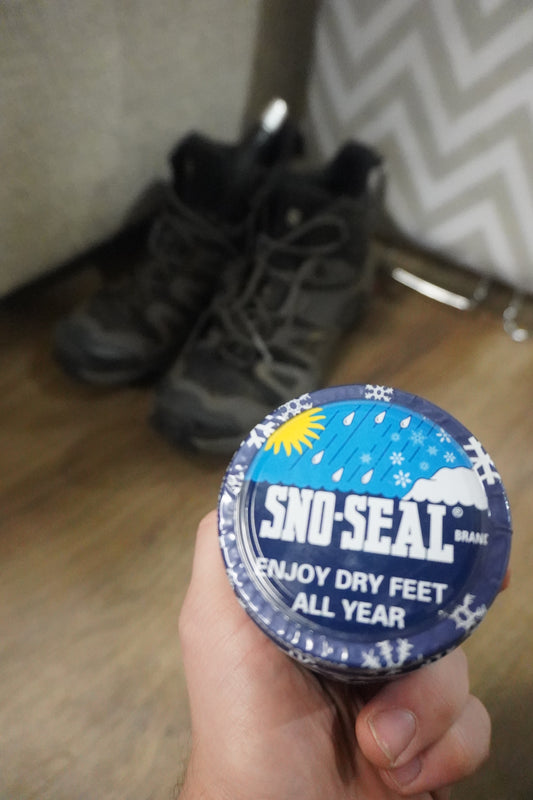 SNO-SEAL® BRAND
ENJOY DRY FEET
ALL YEAR